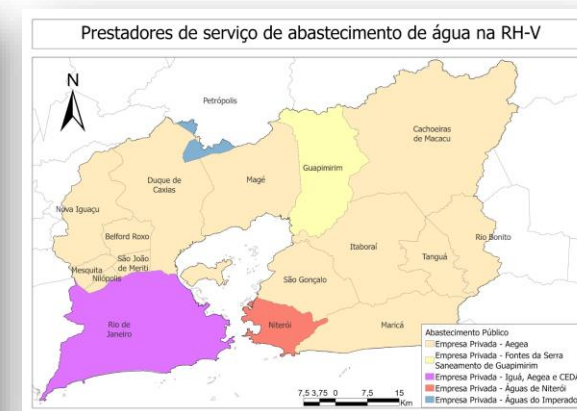 Prestadores de serviço de abastecimento de água na RH-V
N
Petrópolis
Cachoeiras
de Macacu
Guapimirim
Magé
Duque de
Caxias
Nova Iguaçu
Belford Roxo
Rio Bonito
Itaboraí
Tanguá
São João
de Meriti
Mesquita
Nilópolis
São Gonçalo
Rio de
Janeiro
Niterói
Maricá
Abastecimento Público
Empresa Privada - Aegea
Empresa Privada - Fontes da Serra
Saneamento de Guapimirim
Empresa Privada - Iguá, Aegea e CEDA
Empresa Privada - Águas de Niterói
Empresa Privada - Águas do Imperado
7,5 3,75 0 7,5 15
Km